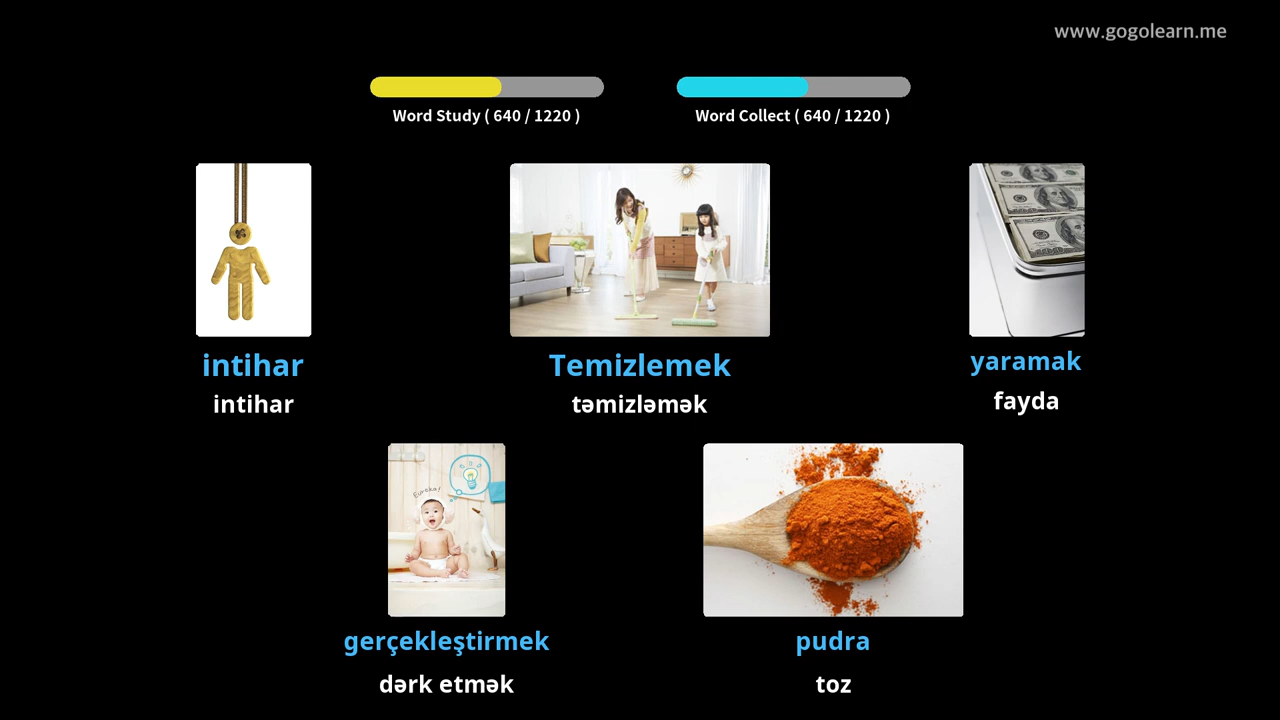 www.gogolearn.me
Word Study ( 640 / 1220 )
Word Collect ( 640 / 1220 )
intihar
intihar
Temizlemek
təmizləmək
yaramak
fayda
Eureka!
gerçekleştirmek
dərk etmək
pudra
toz